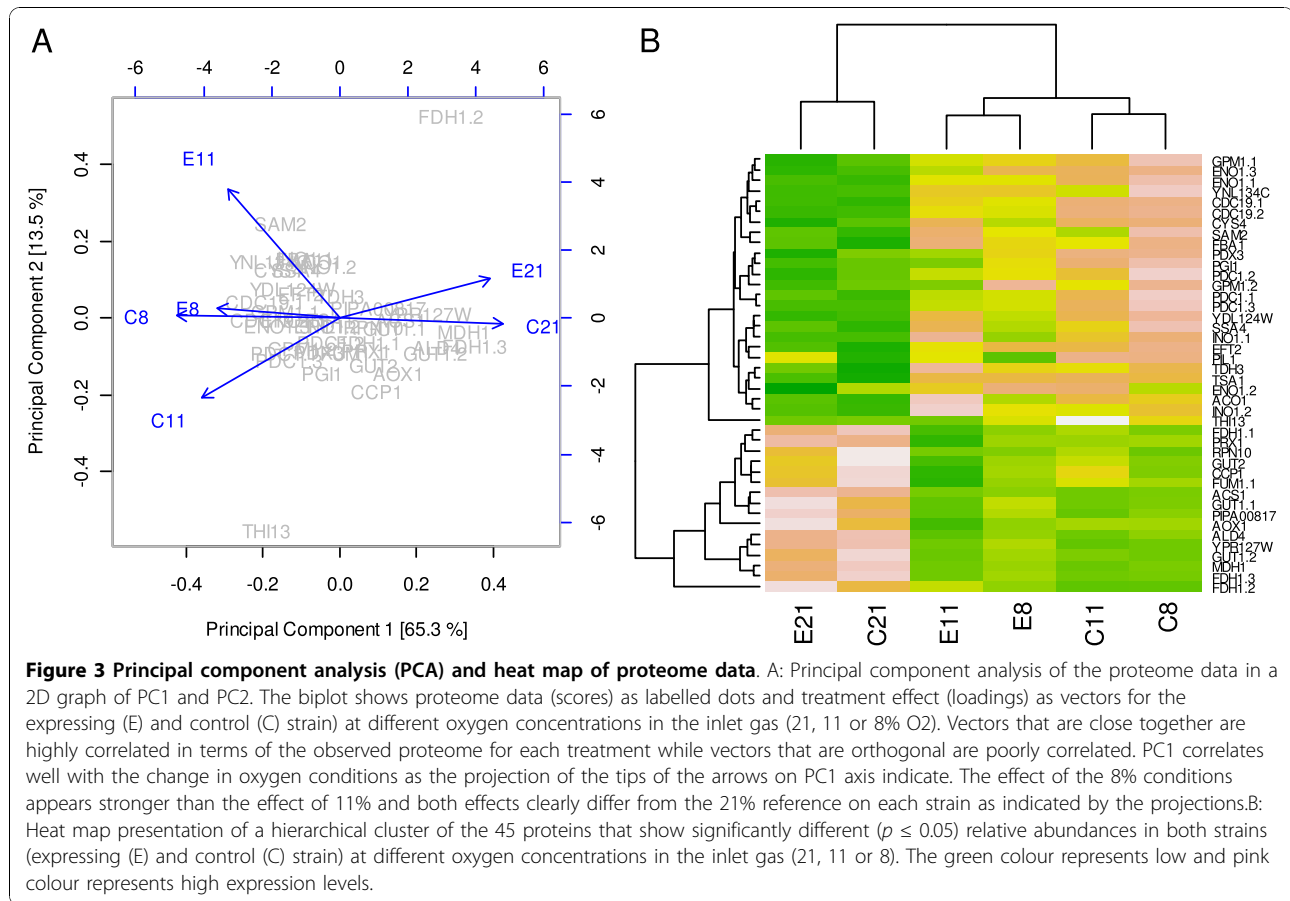 A
B
-6 -4 -2 0 2 4 6
6
4
2
0
-2
-4
-6
0.4
0.2
0.0
-0.2
-0.4
-0.4 -0.2 0.0 0.2 0.4
Principal Component 2 [13.5 %]
Principal Component 1 [65.3 %]
FDH1.2
E11
SAM2
E21
E8
C8
C21
MDH1
GUT2
PGI1
AOX1
CCP1
C11
THI13
GPM1.1
ENO1.3
ENO1.1
YNL134C
CDC19.1
CDC19.2
CYS4
SAM2
FBA1
PDX3
PGI1
PDC1.2
GPM1.2
PDC1.1
PDC1.3
YDL124W
SSA4
INO1.1
EFT2
PIL1
TDH3
TSA1
ENO1.2
ACO1
INO1.2
THI13
FDH1.1
PRX1
RPN10
GUT2
CCP1
FUM1.1
ACS1
GUT1.1
PIPA00817
AOX1
ALD4
YPR127W
GUT1.2
MDH1
FDH1.3
FDH1.2
E21 C21 E11 E8 C11 C8
Figure 3 Principal component analysis (PCA) and heat map of proteome data. A: Principal component analysis of the proteome data in a
2D graph of PC1 and PC2. The biplot shows proteome data (scores) as labelled dots and treatment effect (loadings) as vectors for the
expressing (E) and control (C) strain) at different oxygen concentrations in the inlet gas (21, 11 or 8% O2). Vectors that are close together are
highly correlated in terms of the observed proteome for each treatment while vectors that are orthogonal are poorly correlated. PC1 correlates
well with the change in oxygen conditions as the projection of the tips of the arrows on PC1 axis indicate. The effect of the 8% conditions
appears stronger than the effect of 11% and both effects clearly differ from the 21% reference on each strain as indicated by the projections.B:
Heat map presentation of a hierarchical cluster of the 45 proteins that show significantly different (p ≤ 0.05) relative abundances in both strains
(expressing (E) and control (C) strain) at different oxygen concentrations in the inlet gas (21, 11 or 8). The green colour represents low and pink
colour represents high expression levels.